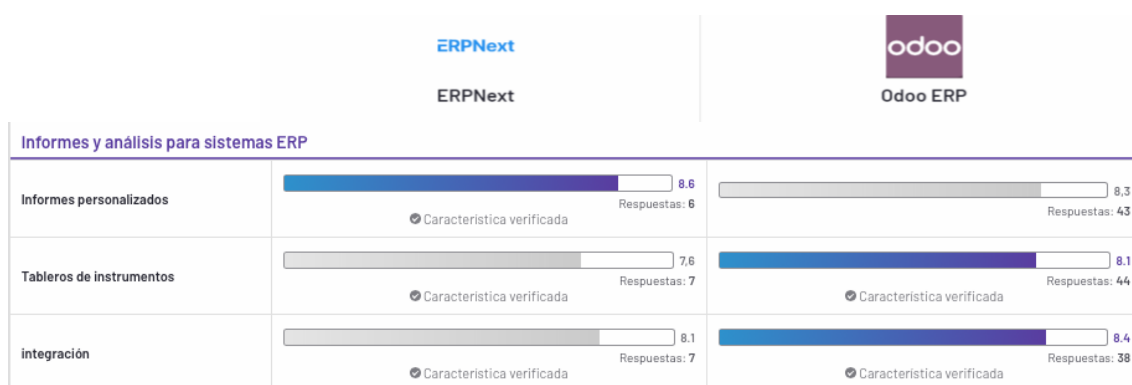 ERPNext
odoo
ERPNext
Odoo ERP
Informes y análisis para sistemas ERP
Informes personalizados
8.6
Respuestas: 6
Característica verificada
8,3
Respuestas: 43
Tableros de instrumentos
7,6
Respuestas: 7
Característica verificada
8.1
Respuestas: 44
Característica verificada
integración
8.1
Respuestas: 7
Característica verificada
8.4
Respuestas: 38
Característica verificada